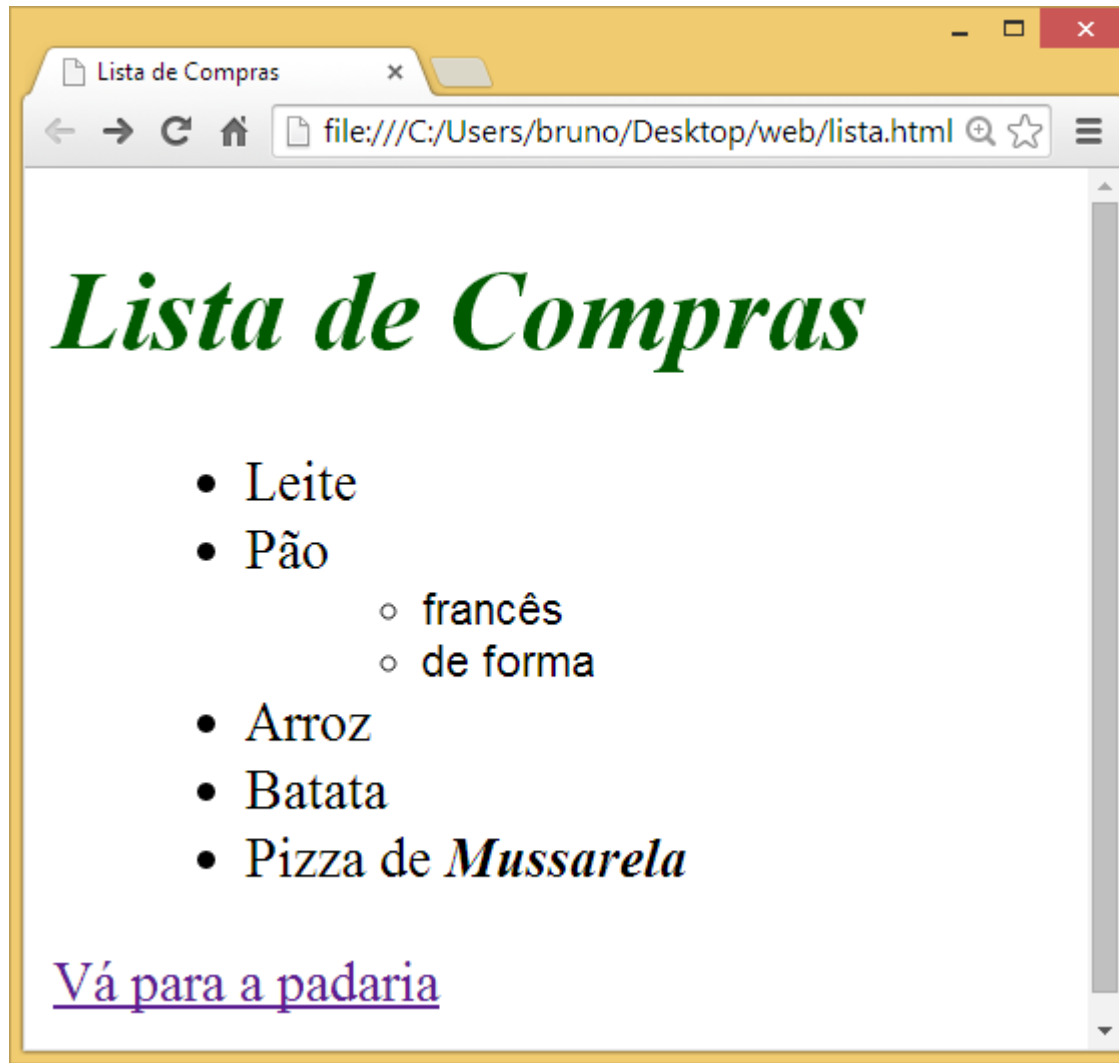 Lista de Compras
file:///C:/Users/bruno/Desktop/web/lista.html
Lista de Compras
• Leite
• Pão
○ francês
○ de forma
• Arroz
• Batata
• Pizza de Mussarela
Vá para a padaria